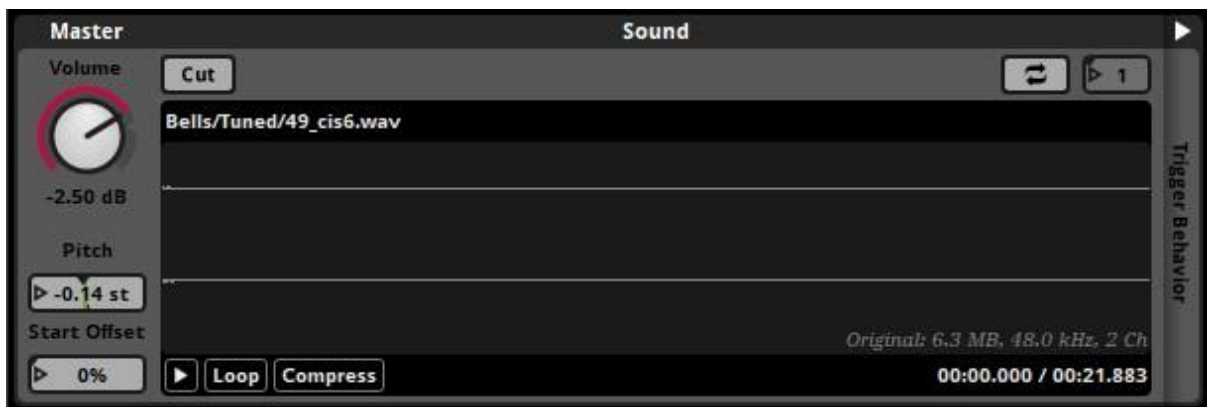 Master Sound
Volume
Cut
1
Bells/Tuned/49_cis6.wav
-2.50 dB
Pitch
-0.14 st
Start Offset
0%
Original: 6.3 MB, 48.0 kHz, 2 Ch
Loop Compress
00:00.000 / 00:21.883
Trigger Behavior